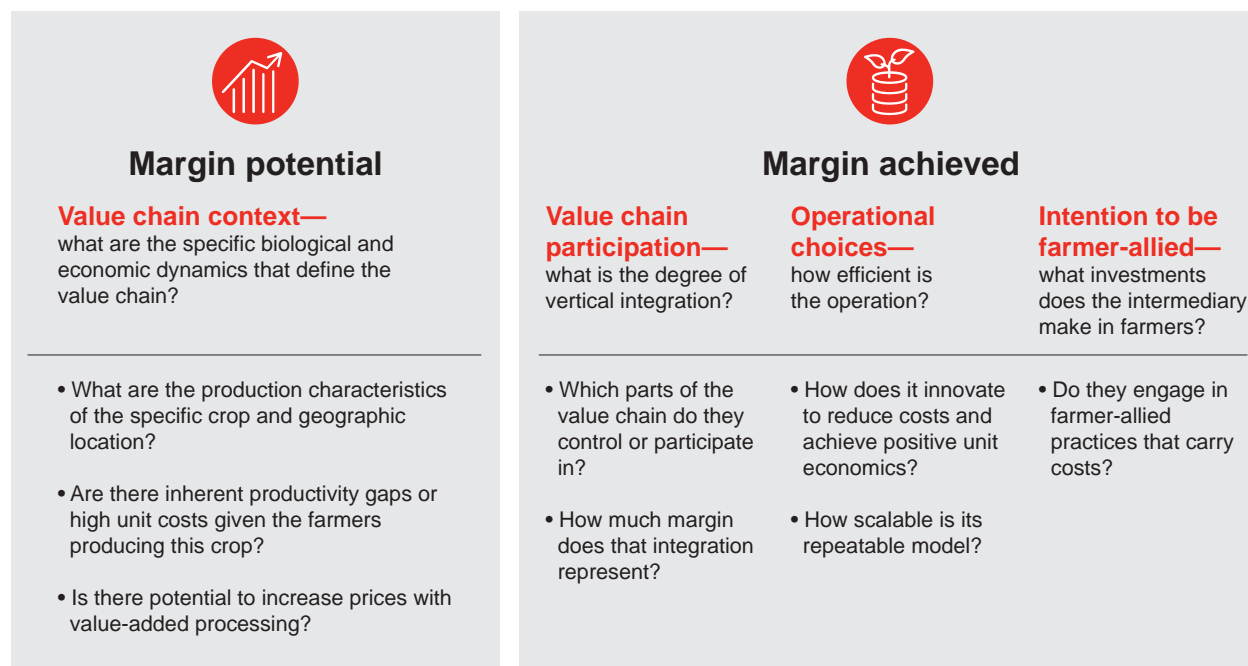 Margin potential
Value chain context—
what are the specific biological and
economic dynamics that define the
value chain?
• What are the production characteristics
of the specific crop and geographic
location?
• Are there inherent productivity gaps or
high unit costs given the farmers
producing this crop?
• Is there potential to increase prices with
value-added processing?
Margin achieved
Value chain
participation—
what is the degree of
vertical integration?
• Which parts of the
value chain do they
control or participate
in?
• How much margin
does that integration
represent?
Operational
choices—
how efficient is
the operation?
• How does it innovate
to reduce costs and
achieve positive unit
economics?
• How scalable is its
repeatable model?
Intention to be
farmer-allied—
what investments
does the intermediary
make in farmers?
• Do they engage in
farmer-allied
practices that carry
costs?